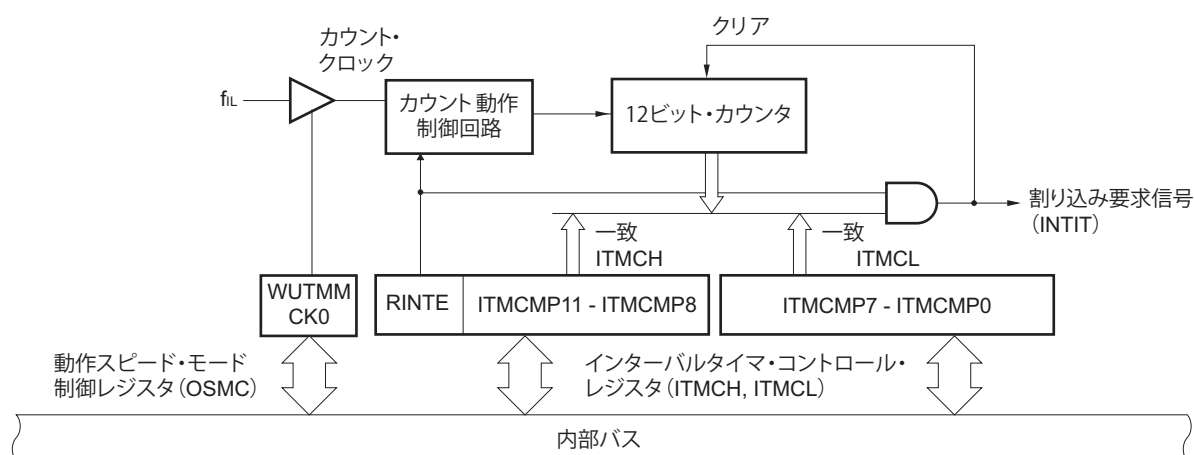 クリア
カウント・
クロック
fIL
カウント 動作
制御回路
12ビット・カウンタ
割り込み要求信号
(INTIT)
一致
ITMCH
一致
ITMCL
WUTMM
CK0
RINTE
ITMCMP11 - ITMCMP8
ITMCMP7 - ITMCMP0
動作スピード・モード
制御レジスタ(OSMC)
インターバルタイマ・コントロール・
レジスタ(ITMCH, ITMCL)
内部バス